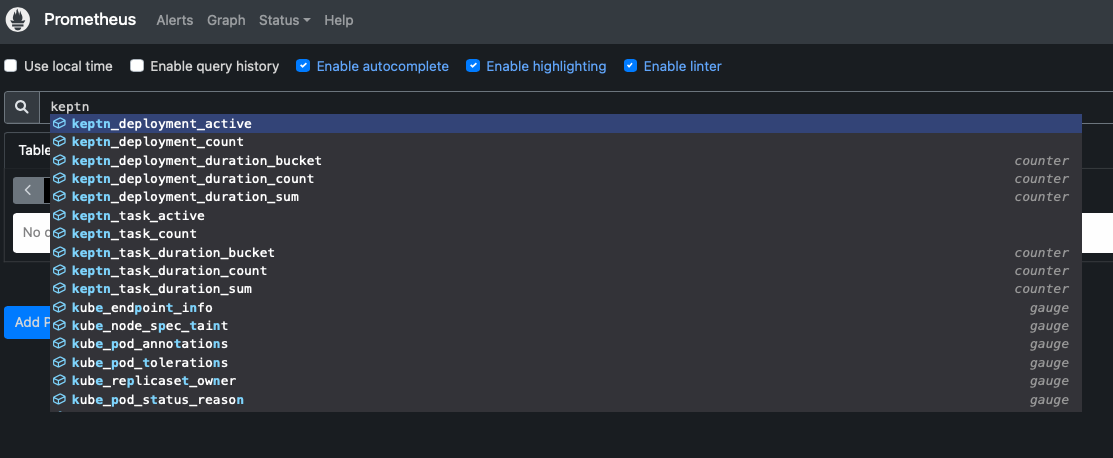 Prometheus Alerts Graph Status Help
Use local time Enable query history Enable autocomplete Enable highlighting Enable linter
keptn
keptn_deployment_active
keptn_deployment_count
Table
keptn_deployment_duration_bucket counter
keptn_deployment_duration_count counter
keptn_deployment_duration_sum counter
keptn_task_active
No
keptn_task_count
keptn_task_duration_bucket counter
keptn_task_duration_count counter
keptn_task_duration_sum counter
kube_endpoint_info gauge
Add P
kube_node_spec_taint gauge
kube_pod_annotations gauge
kube_pod_tolerations gauge
kube_replicaset_owner gauge
kube_pod_status_reason gauge